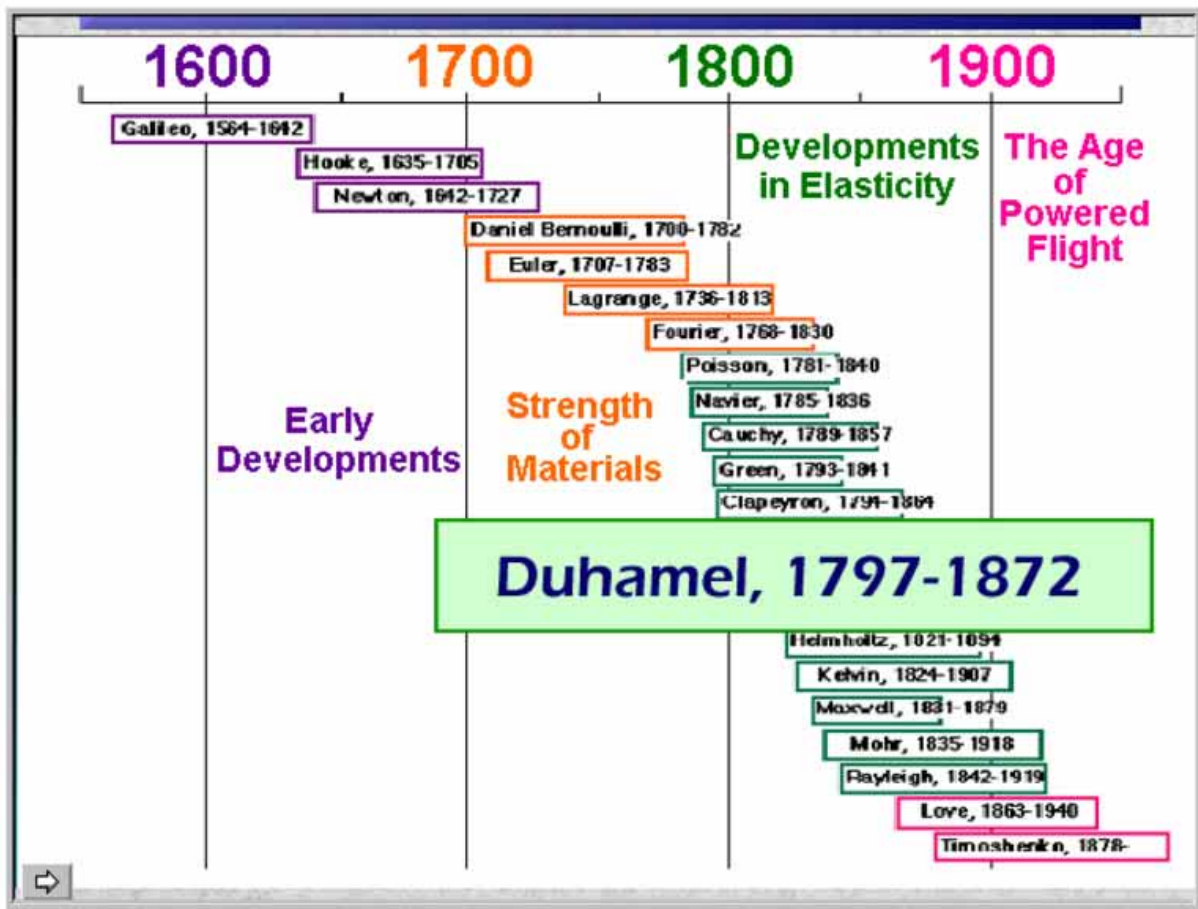 1600 1700 1800 1900
Galileo, 1564-1642
Hooke, 1635-1705
Newton, 1642-1727
Daniel Bernoulli, 1700-1782
Euler, 1707-1783
Lagrange, 1736-1813
Fourier, 1768-1830
Poisson, 1781-1840
Navier, 1785-1836
Cauchy, 1789-1857
Green, 1793-1841
Clapeyron, 1794-1864
Duhamel, 1797-1872
Helmholtz, 1821-1894
Kelvin, 1824-1907
Maxwell, 1831-1879
Mohr, 1835-1918
Rayleigh, 1842-1919
Love, 1863-1940
Timoshenko, 1878-
Early
Developments
Strength
of
Materials
Developments
in Elasticity
The Age
of
Powered
Flight